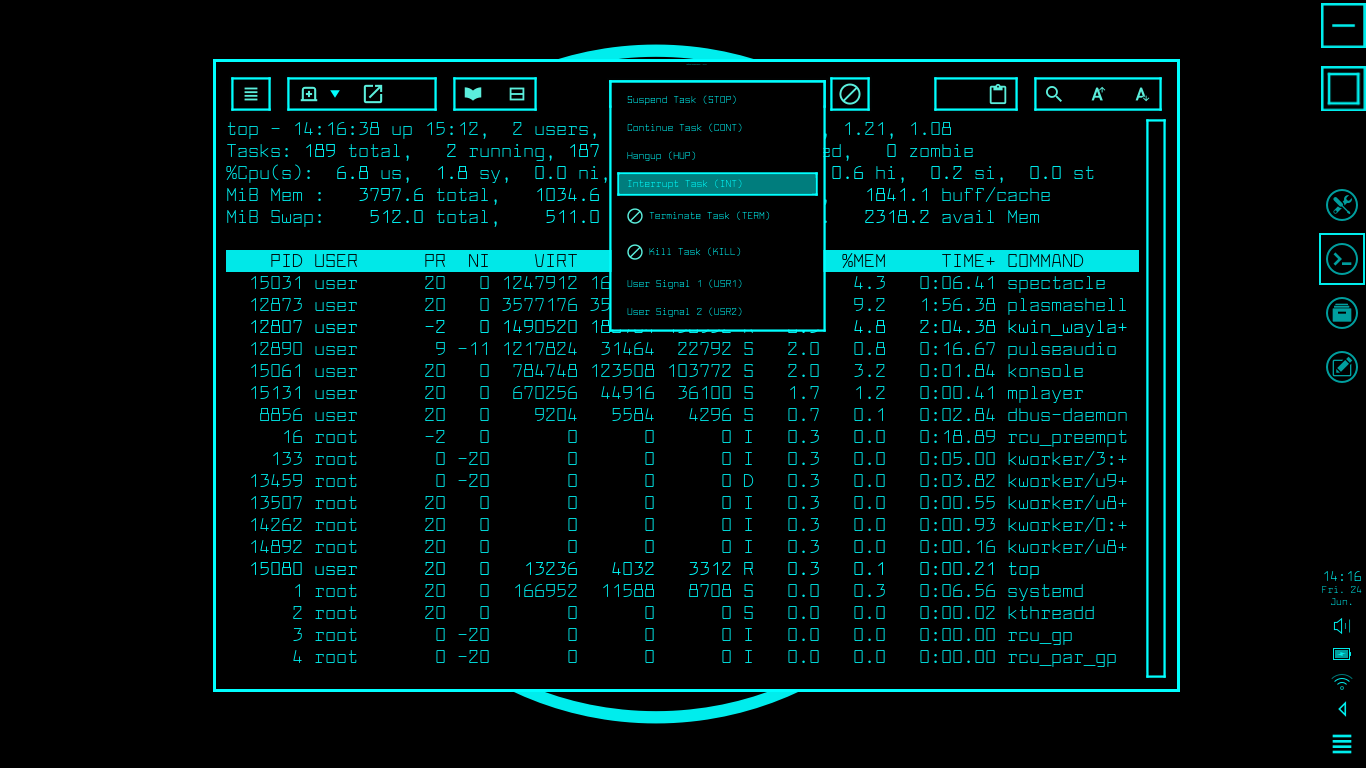 top - 14:16:38 up 15:12, 2 users, , 1.21, 1.08
Tasks: 189 total, 2 running, 187 ed, 0 zombie
%Cpu(s): 6.8 us, 1.8 sy, 0.0 ni, 0.6 hi, 0.2 si, 0.0 st
MiB Mem : 3797.6 total, 1034.6 1841.1 buff/cache
MiB Swap: 512.0 total, 511.0 2318.2 avail Mem
Suspend Task (STOP)
Continue Task (CONT)
Hangup (HUP)
Interrupt Task (INT)
Terminate Task (TERM)
Kill Task (KILL)
User Signal 1 (USR1)
User Signal 2 (USR2)
PID USER PR NI VIRT %MEM TIME+ COMMAND
15031 user 20 0 1247912 4.3 0:06.41 spectacle
12873 user 20 0 3577176 9.2 1:56.38 plasmashell
12807 user -2 0 1490520 4.8 2:04.38 kwin_wayla+
12890 user 9 -11 1217824 31464 22792 S 2.0 0.8 0:16.67 pulseaudio
15061 user 20 0 784748 123508 103772 S 2.0 3.2 0:01.84 konsole
15131 user 20 0 670256 44916 36100 S 1.7 1.2 0:00.41 mplayer
8856 user 20 0 9204 5584 4296 S 0.7 0.1 0:02.84 dbus-daemon
16 root -2 0 0 0 0 I 0.3 0.0 0:18.89 rcu_preempt
133 root 0 -20 0 0 0 I 0.3 0.0 0:05.00 kworker/3:+
13459 root 0 -20 0 0 0 D 0.3 0.0 0:03.82 kworker/u9+
13507 root 20 0 0 0 0 I 0.3 0.0 0:00.55 kworker/u8+
14262 root 20 0 0 0 0 I 0.3 0.0 0:00.93 kworker/0:+
14892 root 20 0 0 0 0 I 0.3 0.0 0:00.16 kworker/u8+
15080 user 20 0 13236 4032 3312 R 0.3 0.1 0:00.21 top
1 root 20 0 166952 11588 8708 S 0.0 0.3 0:06.56 systemd
2 root 20 0 0 0 0 S 0.0 0.0 0:00.02 kthreadd
3 root 0 -20 0 0 0 I 0.0 0.0 0:00.00 rcu_gp
4 root 0 -20 0 0 0 I 0.0 0.0 0:00.00 rcu_par_gp
14:16
Fri. 24
Jun.